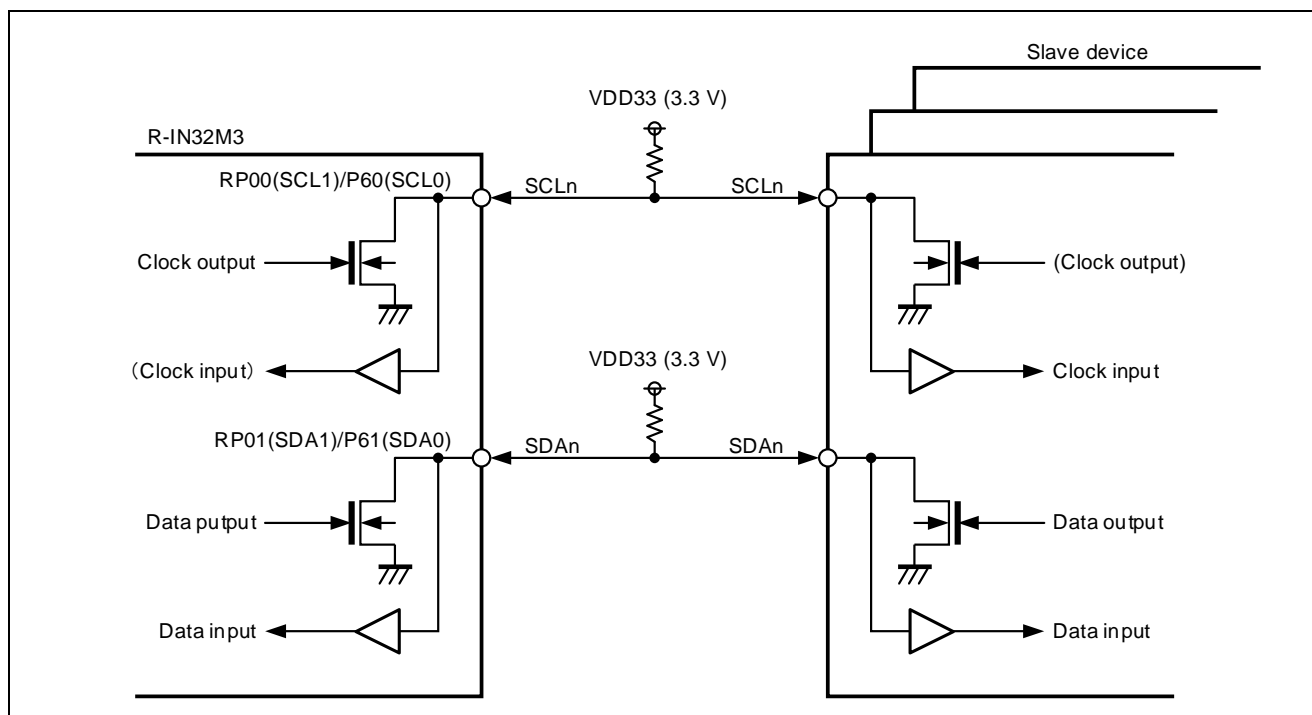 Slave device
VDD33 (3.3 V)
R-IN32M3
RP00(SCL1)/P60(SCL0)
SCLn
SCLn
Clock output
(Clock output)
VDD33 (3.3 V)
(Clock input)
Clock input
RP01(SDA1)/P61(SDA0)
SDAn
SDAn
Data putput
Data output
Data input
Data input